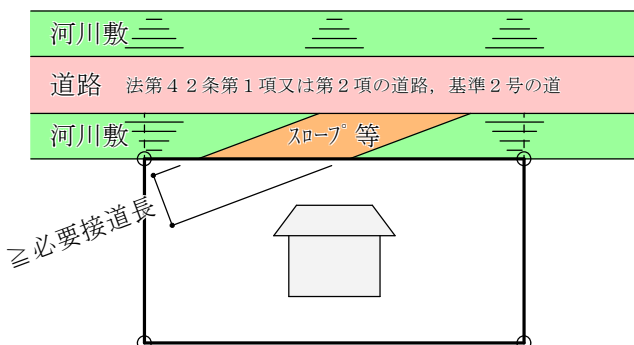 河川敷
道路 法第４２条第１項又は第２項の道路，基準２号の道
河川敷
ｽﾛｰﾌﾟ等
≧必要接道長